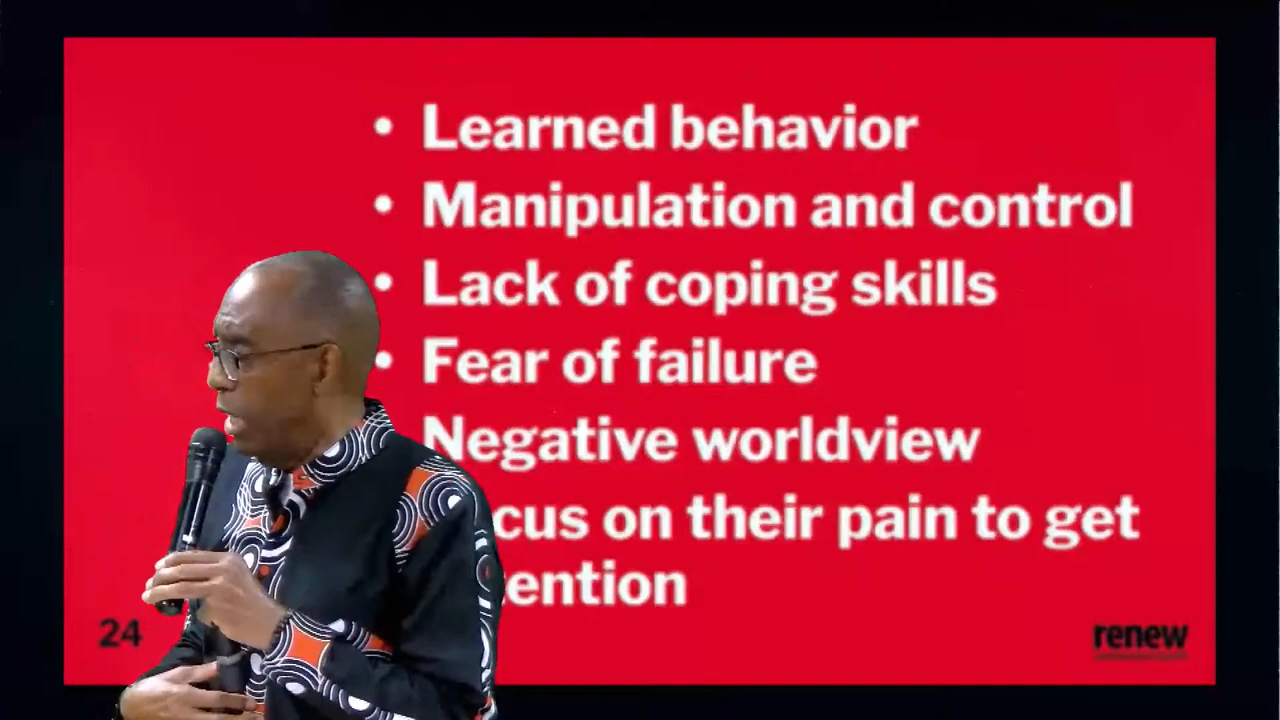 • Learned behavior
• Manipulation and control
• Lack of coping skills
• Fear of failure
Negative worldview
cus on their pain to get
tention
24
renew